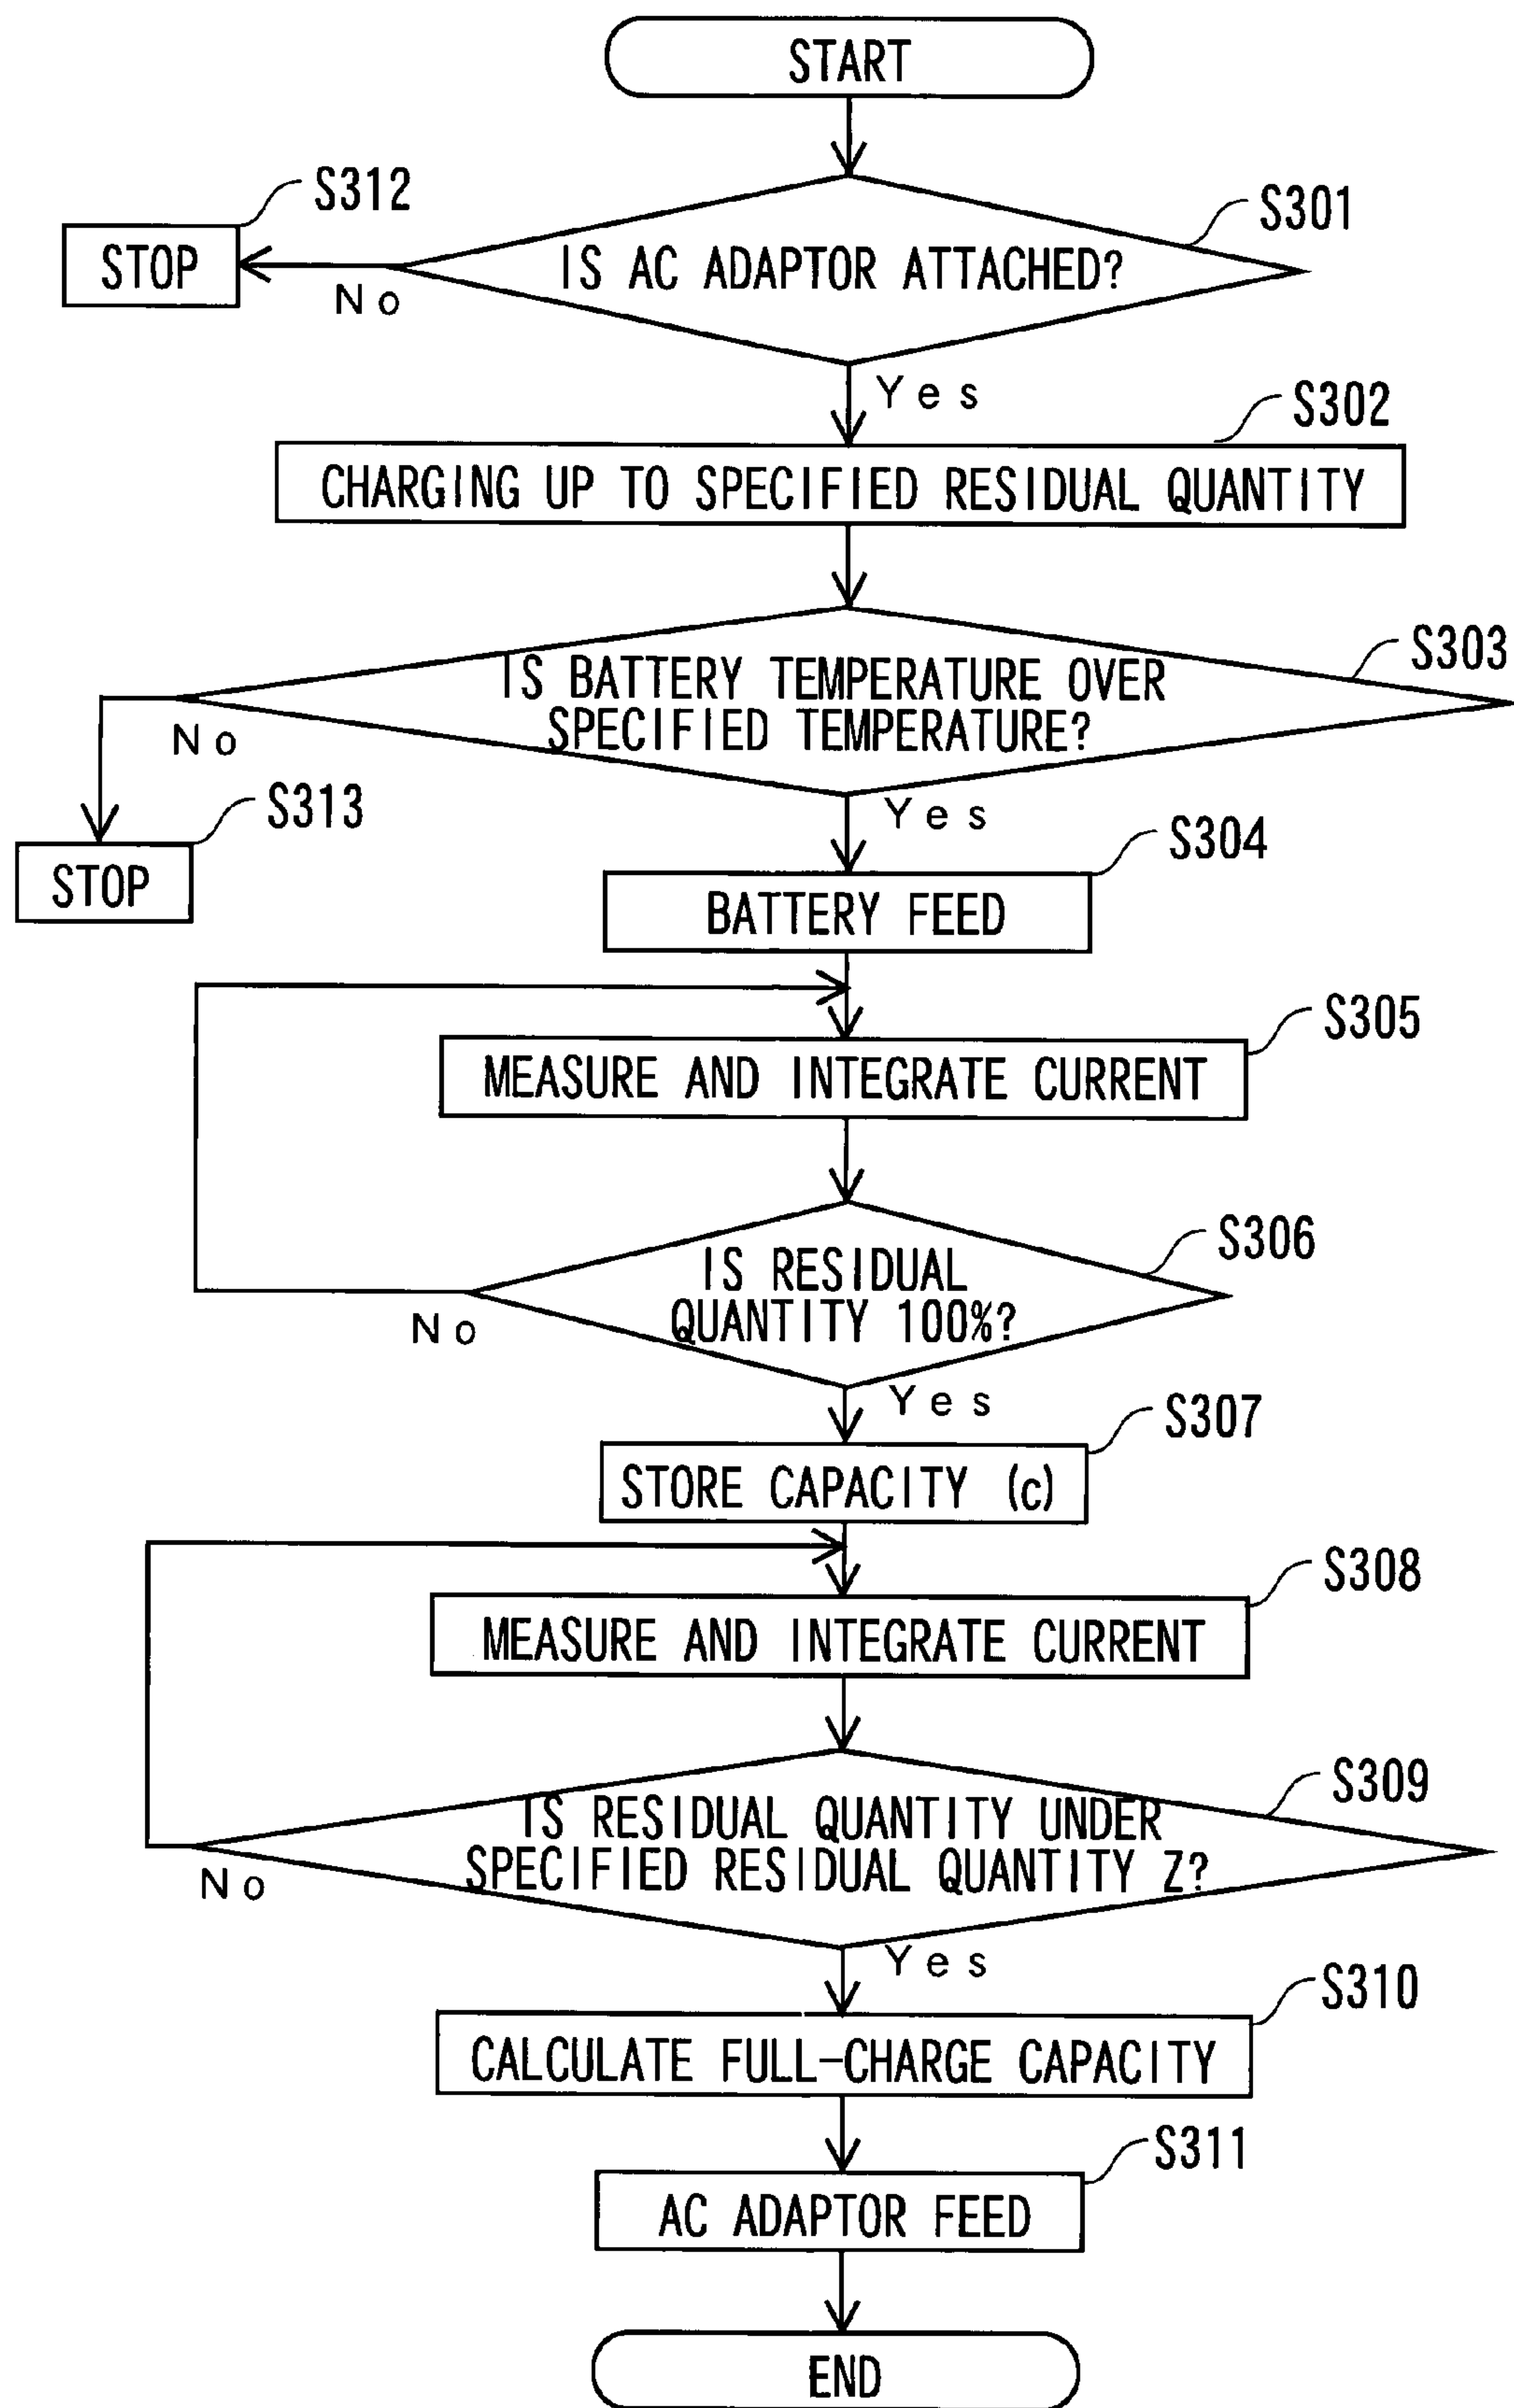 START
S312
S301
STOP
IS AC ADAPTOR ATTACHED?
No
Yes
S302
CHARGING UP TO SPECIFIED RESIDUAL QUANTITY
S303
IS BATTERY TEMPERATURE OVER
SPECIFIED TEMPERATURE?
No
Yes
S313
S304
STOP
BATTERY FEED
S305
MEASURE AND INTEGRATE CURRENT
S306
IS RESIDUAL
QUANTITY 100%?
No
Yes
S307
STORE CAPACITY (c)
S308
MEASURE AND INTEGRATE CURRENT
S309
IS RESIDUAL QUANTITY UNDER
SPECIFIED RESIDUAL QUANTITY Z?
No
Yes
S310
CALCULATE FULL-CHARGE CAPACITY
S311
AC ADAPTOR FEED
END